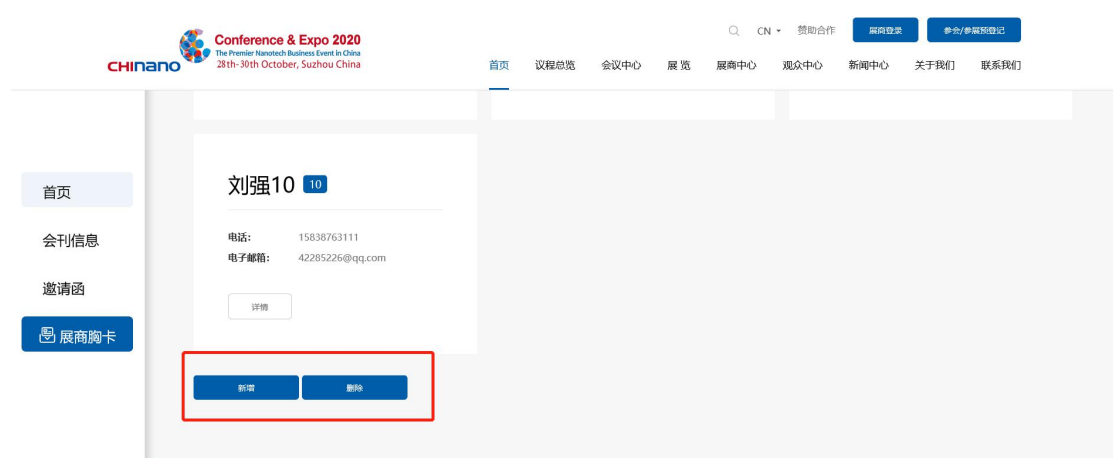 Conference & Expo 2020
The Premier Nanotech Business Event in China
28th-30th October, Suzhou China
CHInano
CN 赞助合作 展商登录 参会/参展预登记
首页 议程总览 会议中心 展 览 展商中心 观众中心 新闻中心 关于我们 联系我们
首页
会刊信息
邀请函
展商胸卡
刘强10 10
电话: 15838763111
电子邮箱: 42285226@qq.com
详情
新增 删除